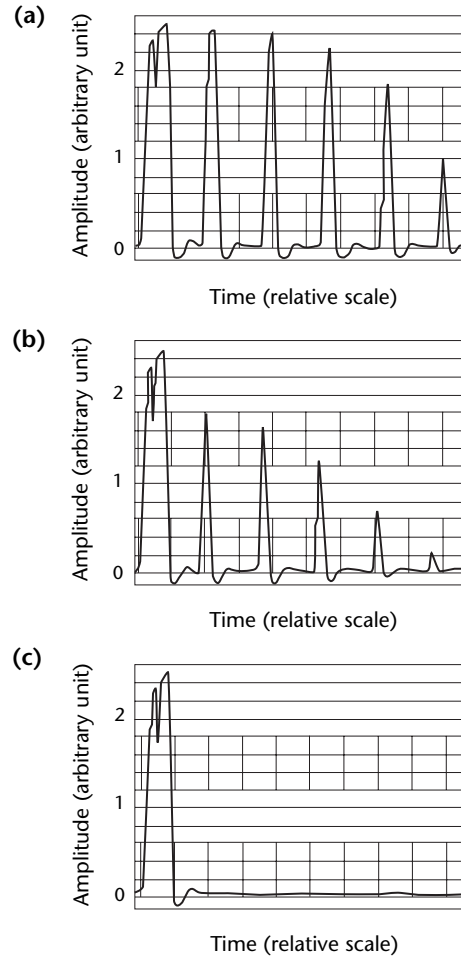 (a)
Amplitude (arbitrary unit)
2
1
0
Time (relative scale)
(b)
Amplitude (arbitrary unit)
2
1
0
Time (relative scale)
(c)
Amplitude (arbitrary unit)
2
1
0
Time (relative scale)